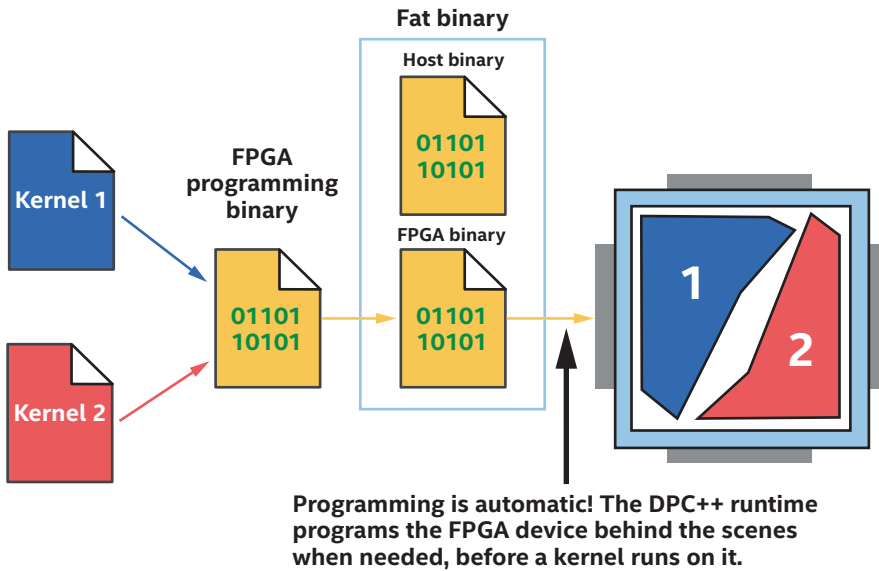 Fat binary
Host binary
01101
10101
Kernel 1
FPGA
programming
binary
FPGA binary
01101
10101
01101
10101
Kernel 2
1
2
Programming is automatic! The DPC++ runtime
programs the FPGA device behind the scenes
when needed, before a kernel runs on it.